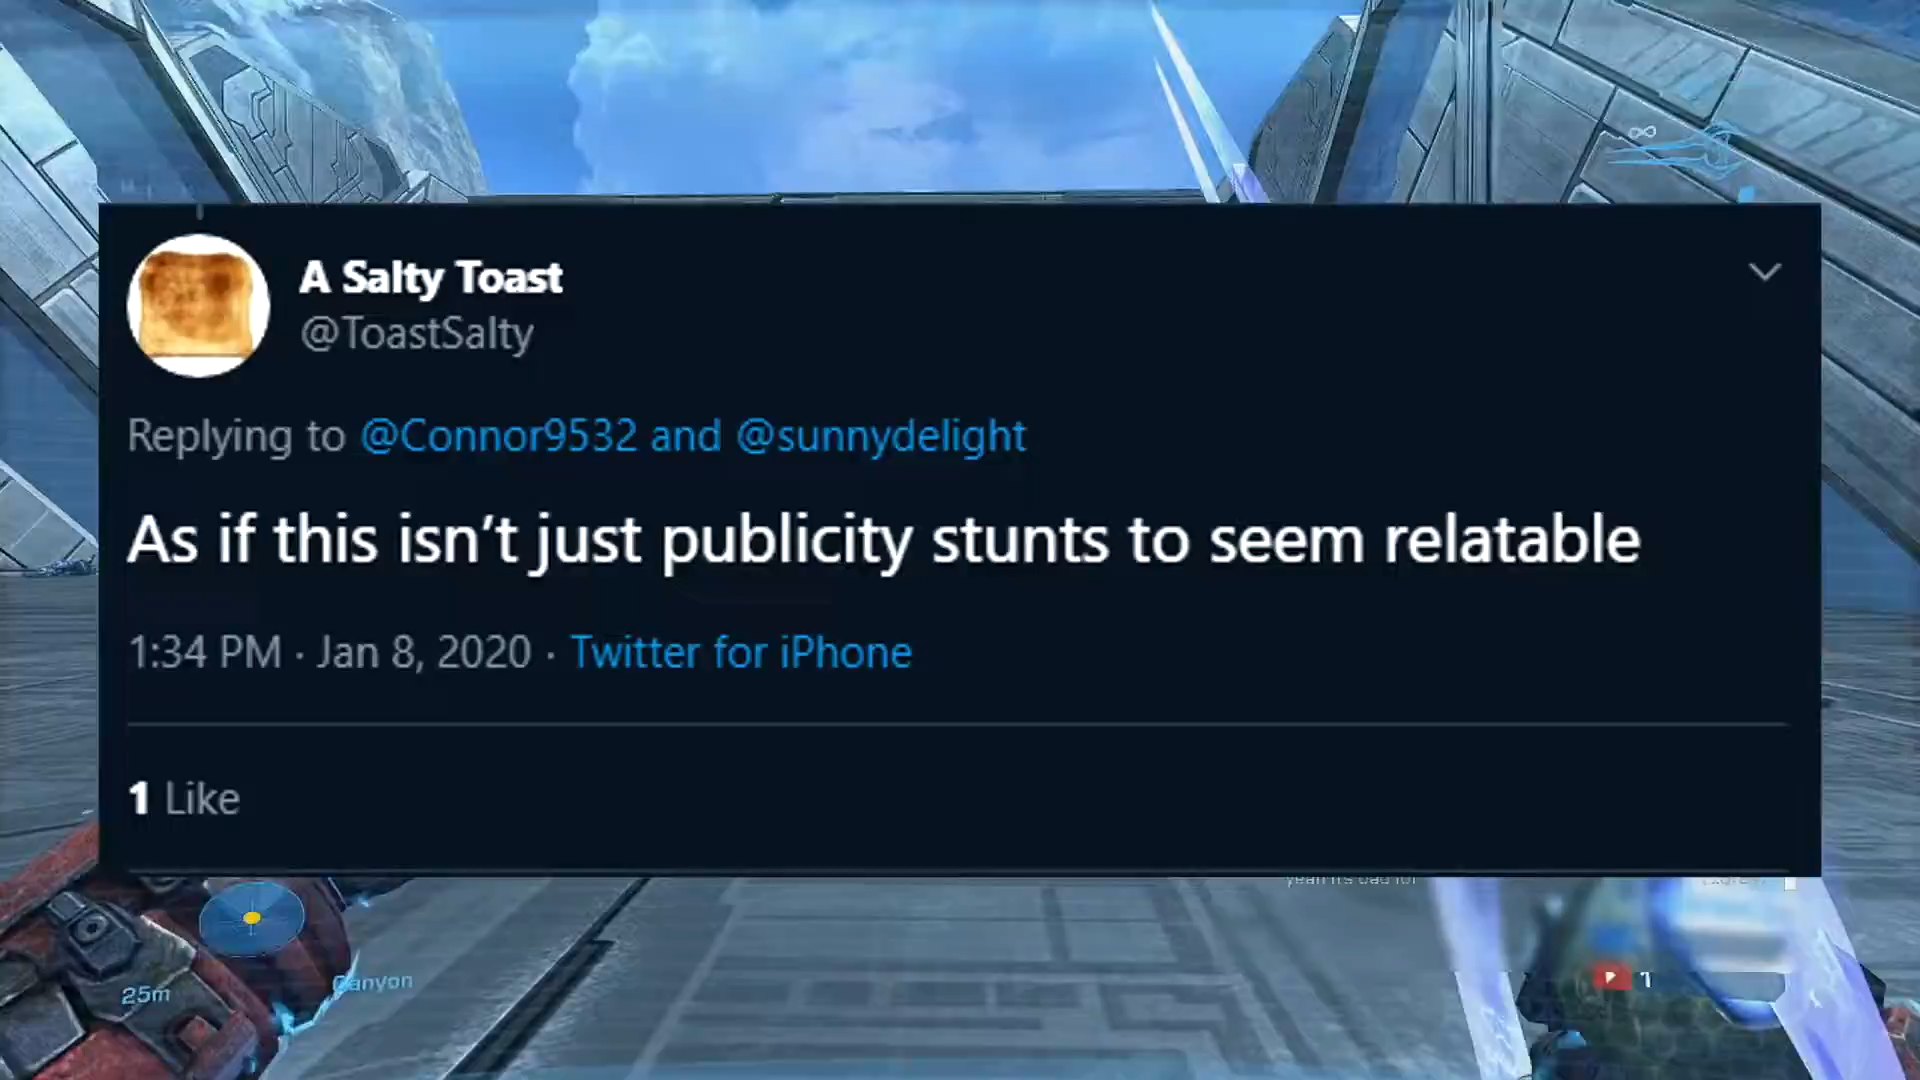 ∞
A Salty Toast
@ToastSalty
Replying to @Connor9532 and @sunnydelight
As if this isn’t just publicity stunts to seem relatable
1:34 PM · Jan 8, 2020 · Twitter for iPhone
1 Like
Canyon
25m
1